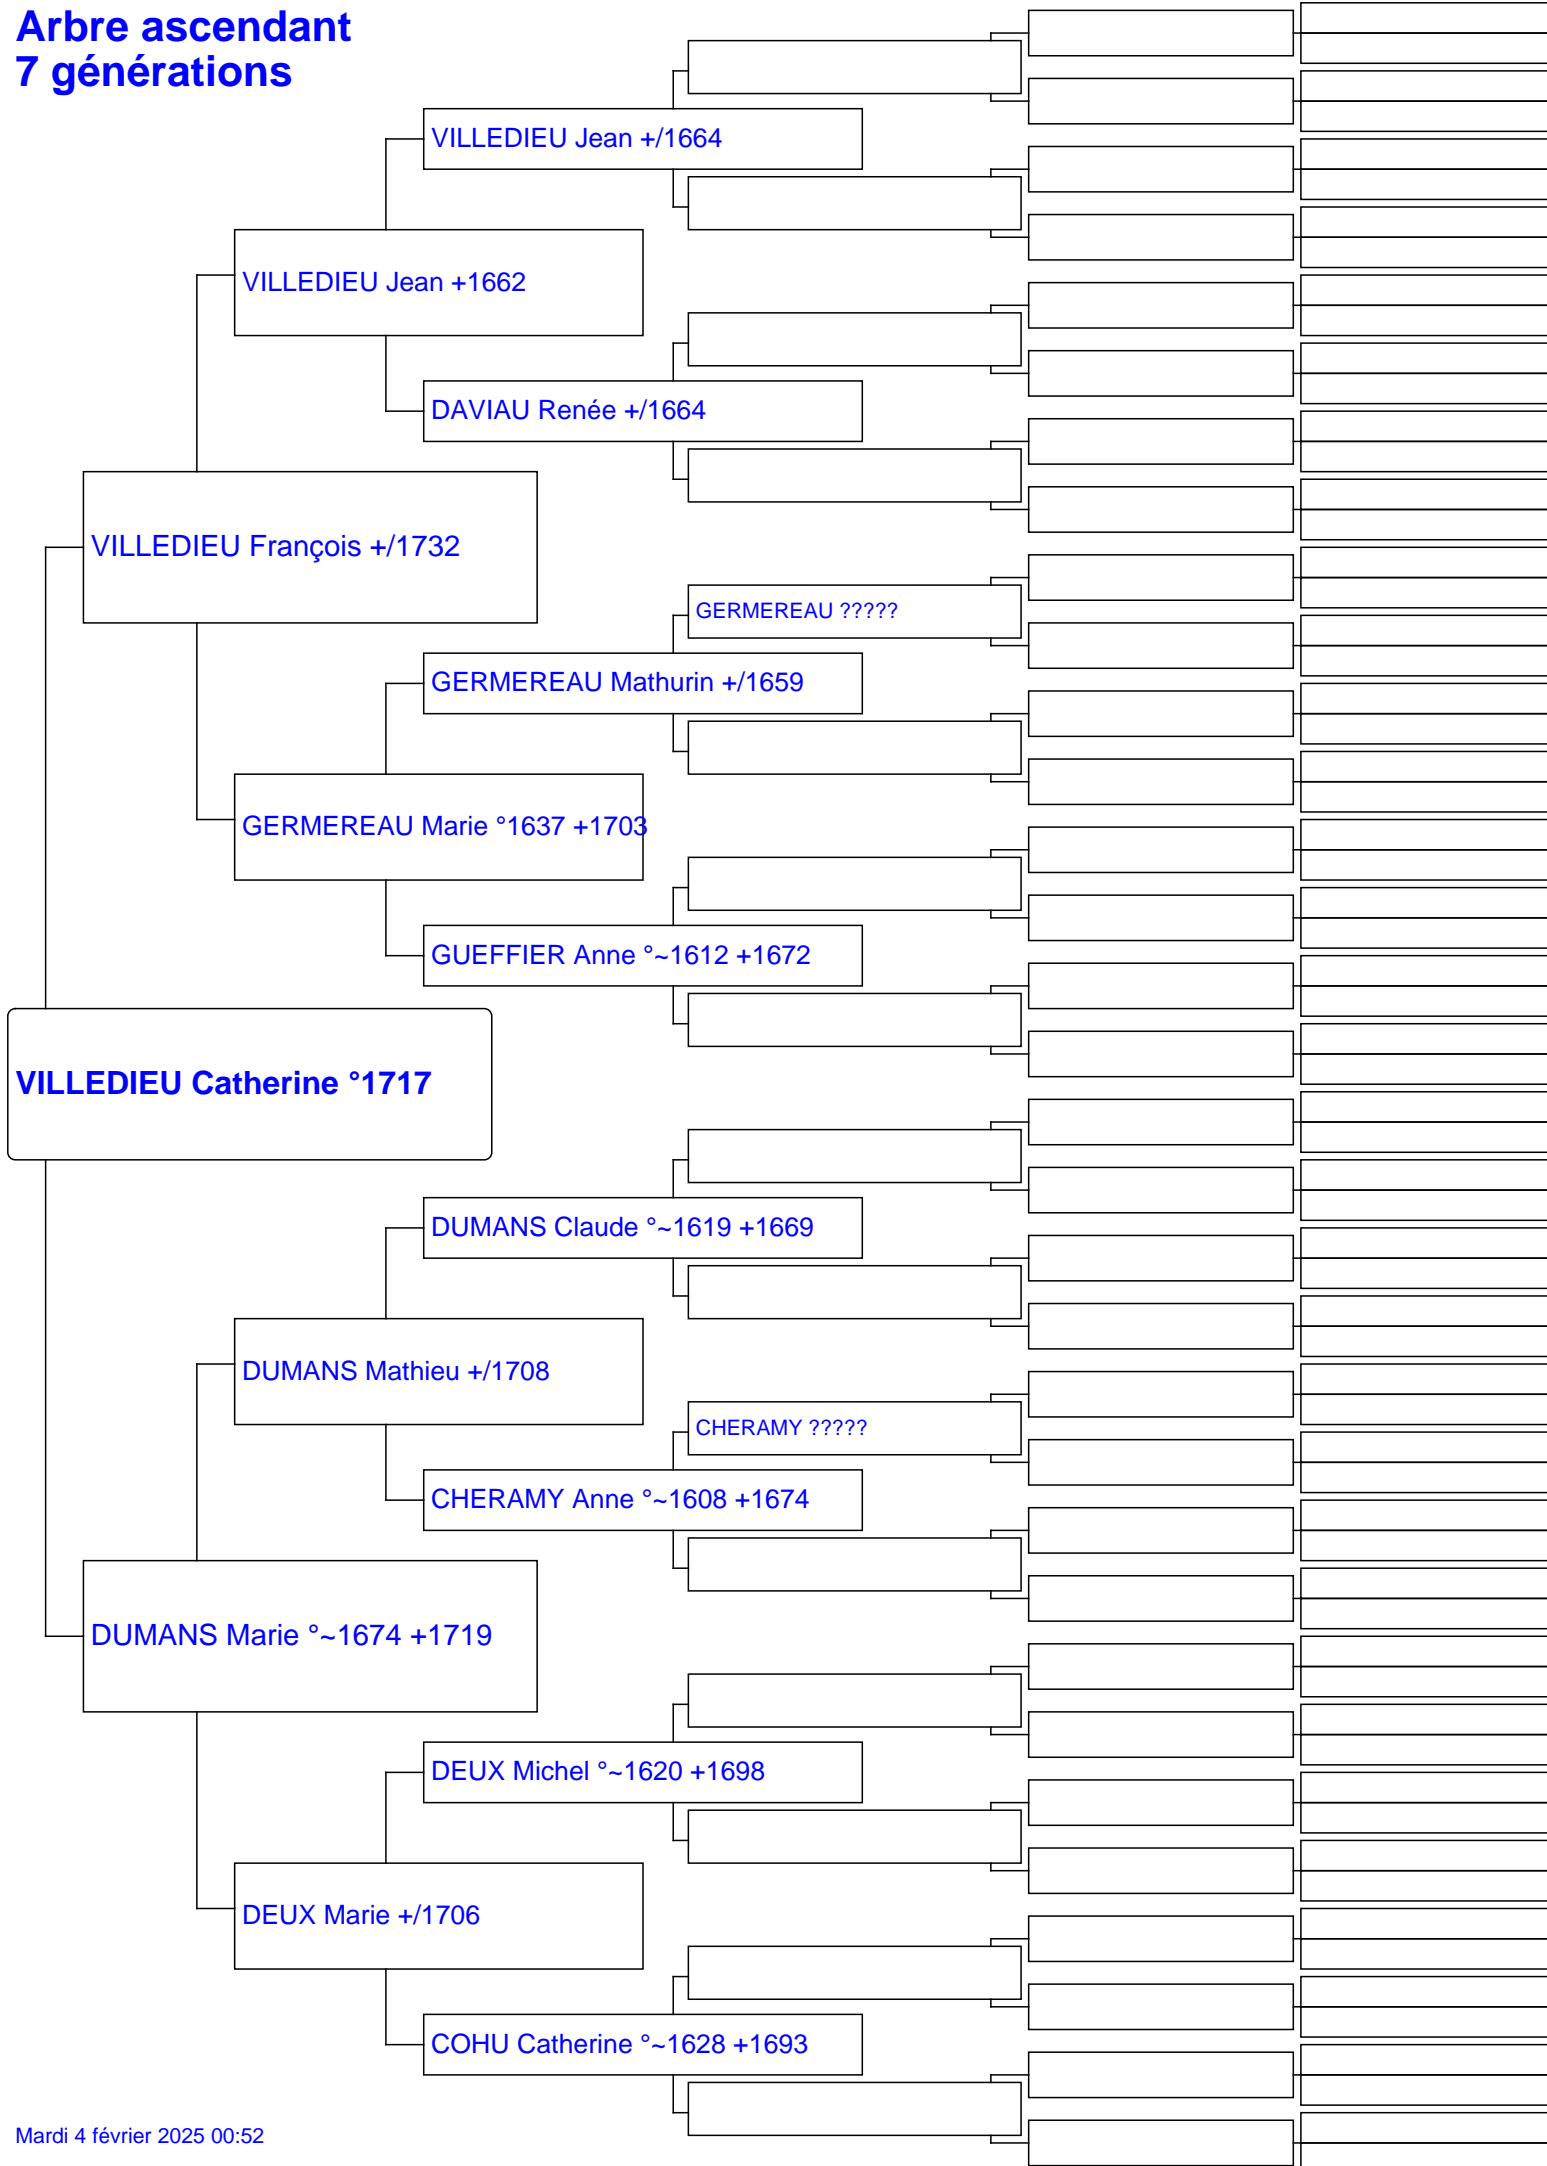 Arbre ascendant
7 générations
VILLEDIEU Jean +/1664
VILLEDIEU Jean +1662
DAVIAU Renée +/1664
VILLEDIEU François +/1732
GERMEREAU ?????
GERMEREAU Mathurin +/1659
GERMEREAU Marie °1637 +1703
GUEFFIER Anne °~1612 +1672
VILLEDIEU Catherine °1717
DUMANS Claude °~1619 +1669
DUMANS Mathieu +/1708
CHERAMY ?????
CHERAMY Anne °~1608 +1674
DUMANS Marie °~1674 +1719
DEUX Michel °~1620 +1698
DEUX Marie +/1706
COHU Catherine °~1628 +1693
Mardi 4 février 2025 00:52